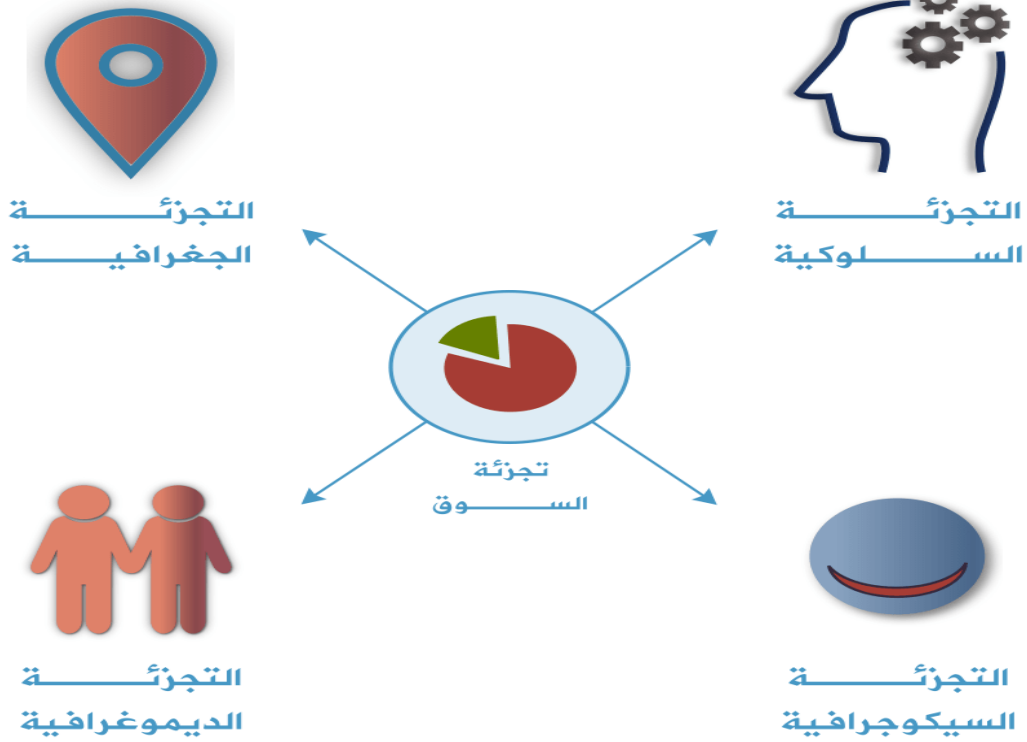 التجزئة
السلوكية
التجزئة
الجغرافية
تجزئة
السوق
التجزئة
السيكوجرافية
التجزئة
الديموغرافية